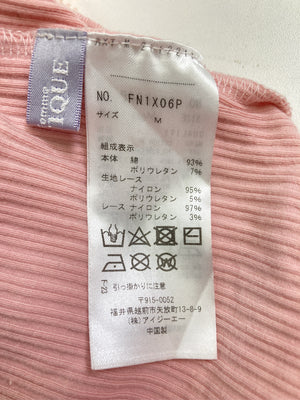 omme
IQUE
NO. FN1X06P
サイズ M
組成表示
本体 綿 93%
ポリウレタン 7%
生地レース
ナイロン 95%
ポリウレタン 5%
レース ナイロン 97%
ポリウレタン 3%
F-23
引っ掛かりに注意
〒915-0052
福井県越前市矢放町13-8-9
(株)アイジーエー
中国製